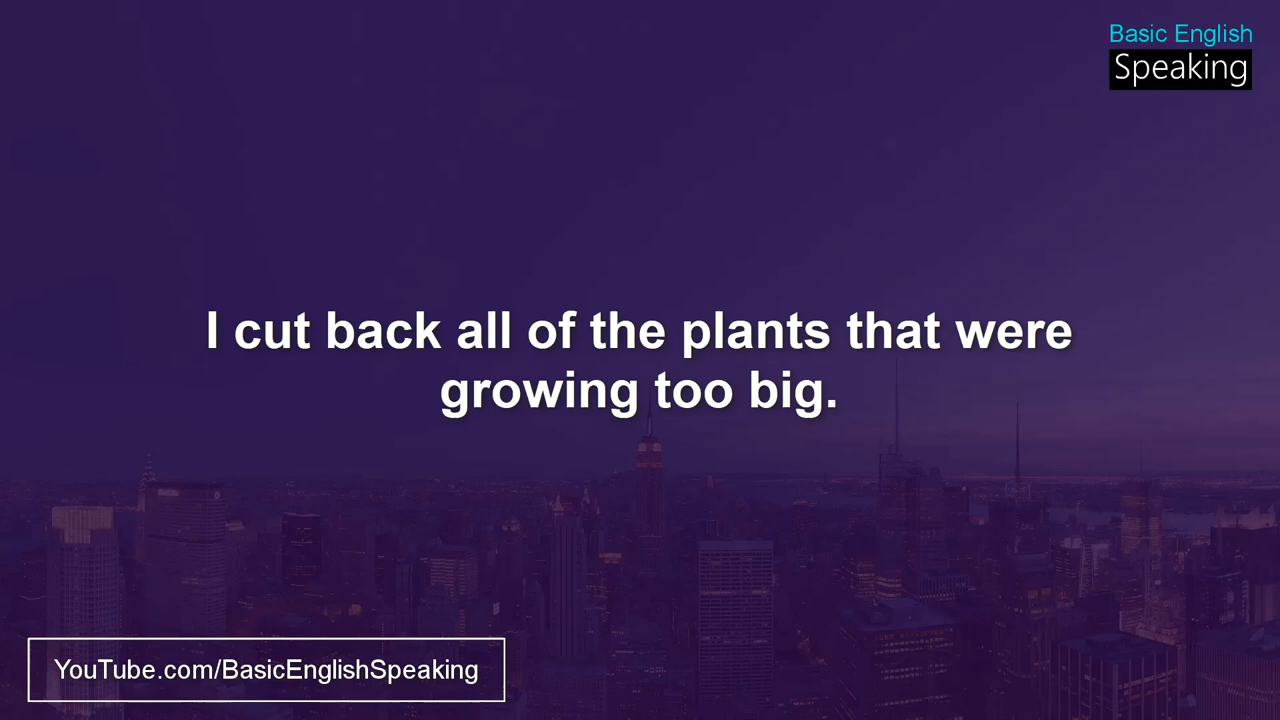 Basic English
Speaking
I cut back all of the plants that were
growing too big.
YouTube.com/BasicEnglishSpeaking